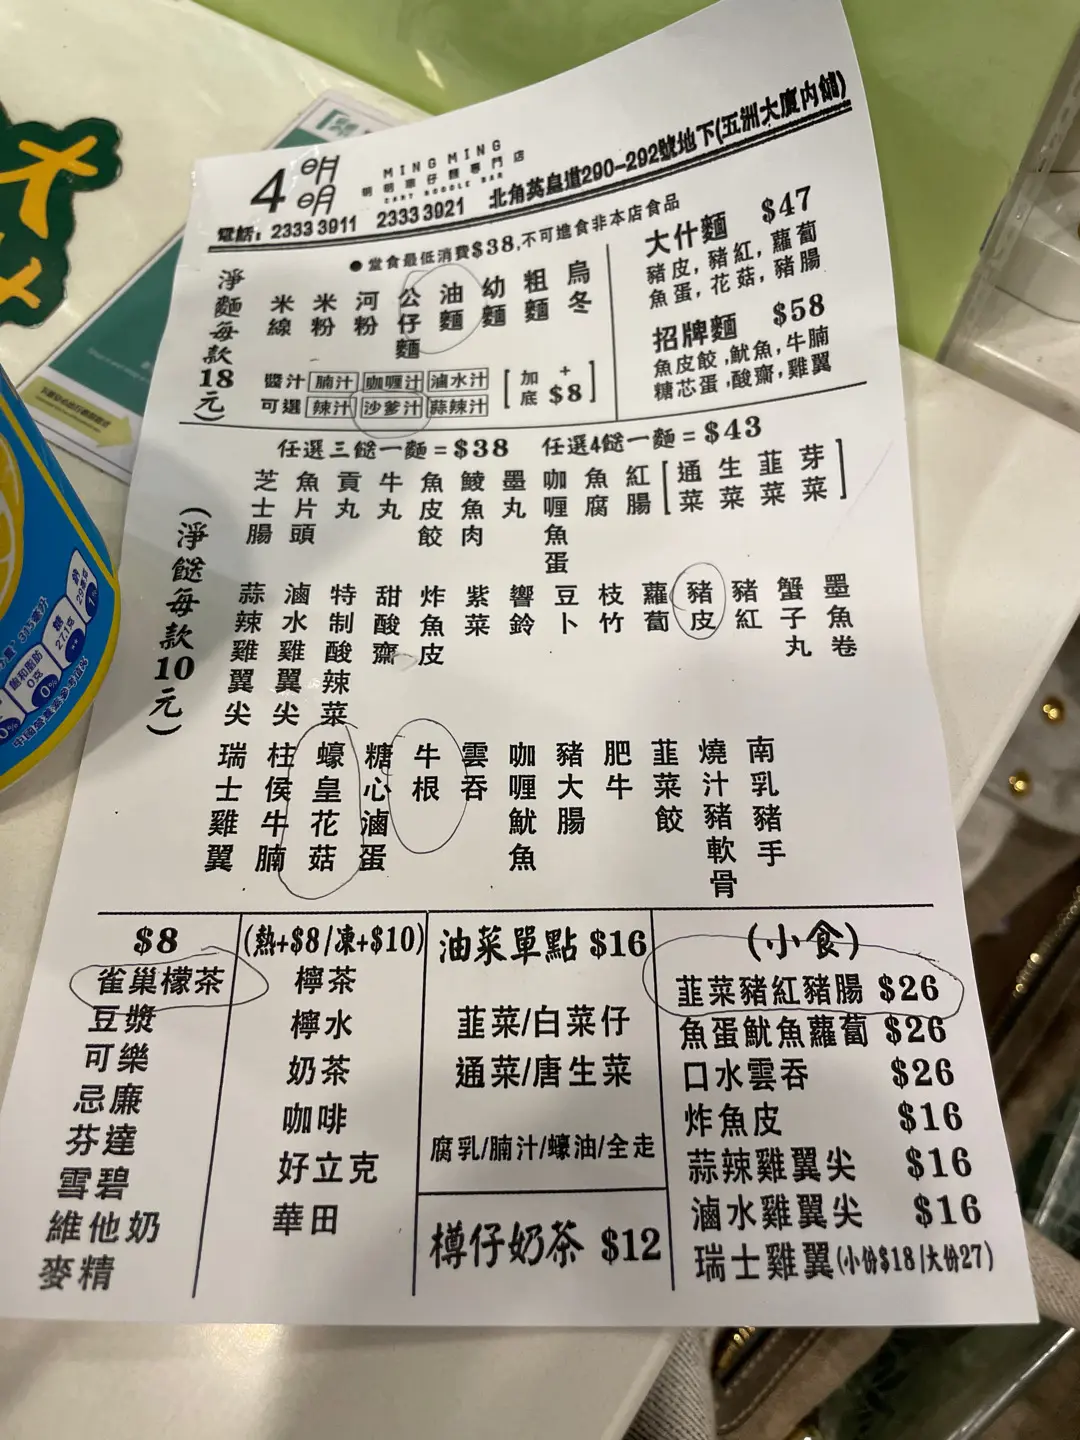 4 明明
MING MING
明明車仔麵專門店
CART NOODLE BAR
電話: 2333 3911 2333 3921 北角英皇道290-292號地下(五洲大廈內舖)
●堂食最低消費$38,不可進食非本店食品
淨麵每款18元)
米線 米粉 河粉 公仔麵 油麵 幼麵 粗麵 烏冬
醬汁 腩汁 咖喱汁 滷水汁
可選 辣汁 沙爹汁 蒜辣汁
[加底 + $8]
大什麵 $47
豬皮,豬紅,蘿蔔
魚蛋,花菇,豬腸
招牌麵 $58
魚皮餃,魷魚,牛腩
糖芯蛋,酸齋,雞翼
任選三餸一麵=$38 任選4餸一麵=$43
(淨餸每款10元)
芝士腸 魚片頭 貢丸 牛丸 魚皮餃 鯪魚肉 墨丸 咖喱魚蛋 魚腐 紅腸 [通菜 生菜 韮菜 芽菜]
蒜辣雞翼尖 滷水雞翼尖 特制酸辣菜 甜酸齋 炸魚皮 紫菜 響鈴 豆卜 枝竹 蘿蔔 豬皮 豬紅 蟹子丸 墨魚卷
瑞士雞翼 柱侯牛腩 蠔皇花菇 糖心滷蛋 牛根 雲吞 咖喱魷魚 豬大腸 肥牛 韮菜餃 燒汁豬軟骨 南乳豬手
$8
雀巢檬茶
豆漿
可樂
忌廉
芬達
雪碧
維他奶
麥精
(熱+$8/凍+$10)
檸茶
檸水
奶茶
咖啡
好立克
華田
油菜單點 $16
韮菜/白菜仔
通菜/唐生菜
腐乳/腩汁/蠔油/全走
樽仔奶茶 $12
(小食)
韮菜豬紅豬腸 $26
魚蛋魷魚蘿蔔 $26
口水雲吞 $26
炸魚皮 $16
蒜辣雞翼尖 $16
滷水雞翼尖 $16
瑞士雞翼(小份$18/大份27)
飽和脂肪
0克
0%
糖
27.1克